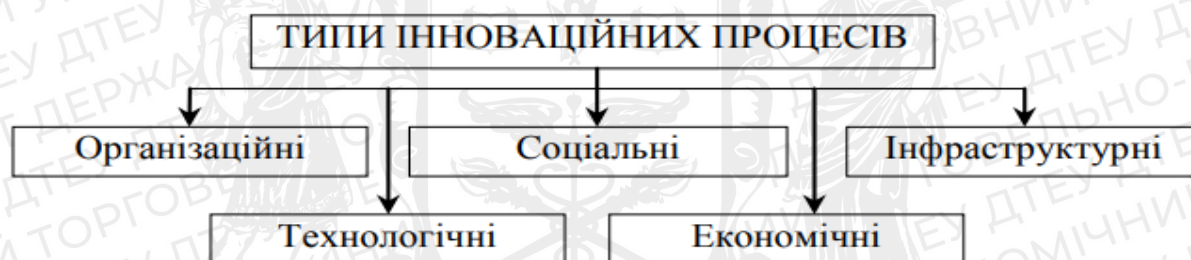 ТИПИ ІННОВАЦІЙНИХ ПРОЦЕСІВ
Організаційні
Соціальні
Інфраструктурні
Технологічні
Економічні